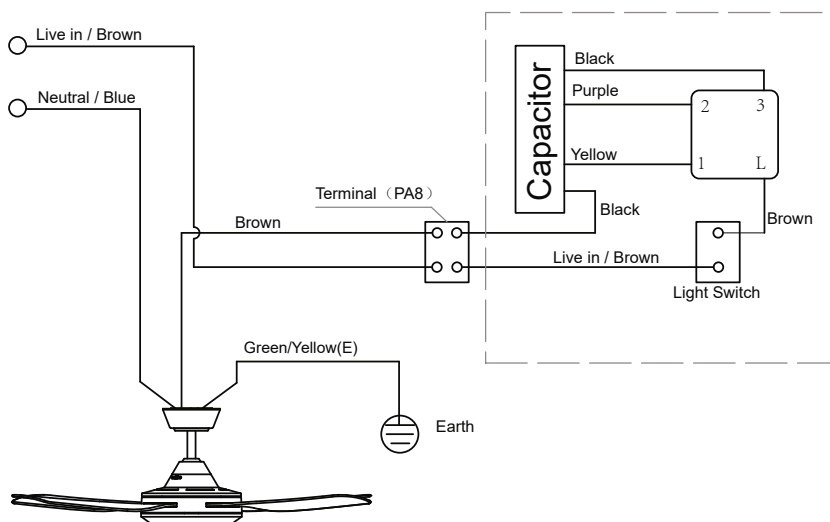 Live in / Brown
Neutral / Blue
Black
Purple
Capacitor
2 3
Yellow
1 L
Terminal（PA8）
Black
Brown
Brown
Live in / Brown
Light Switch
Green/Yellow(E)
Earth